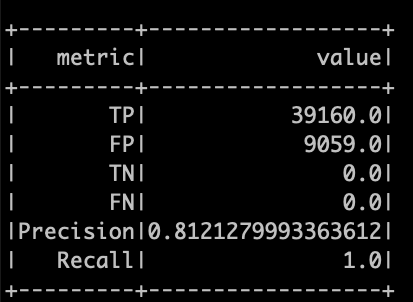 +---------+------------------+
|   metric|             value|
+---------+------------------+
|       TP|           39160.0|
|       FP|            9059.0|
|       TN|               0.0|
|       FN|               0.0|
|Precision|0.8121279993363612|
|   Recall|               1.0|
+---------+------------------+